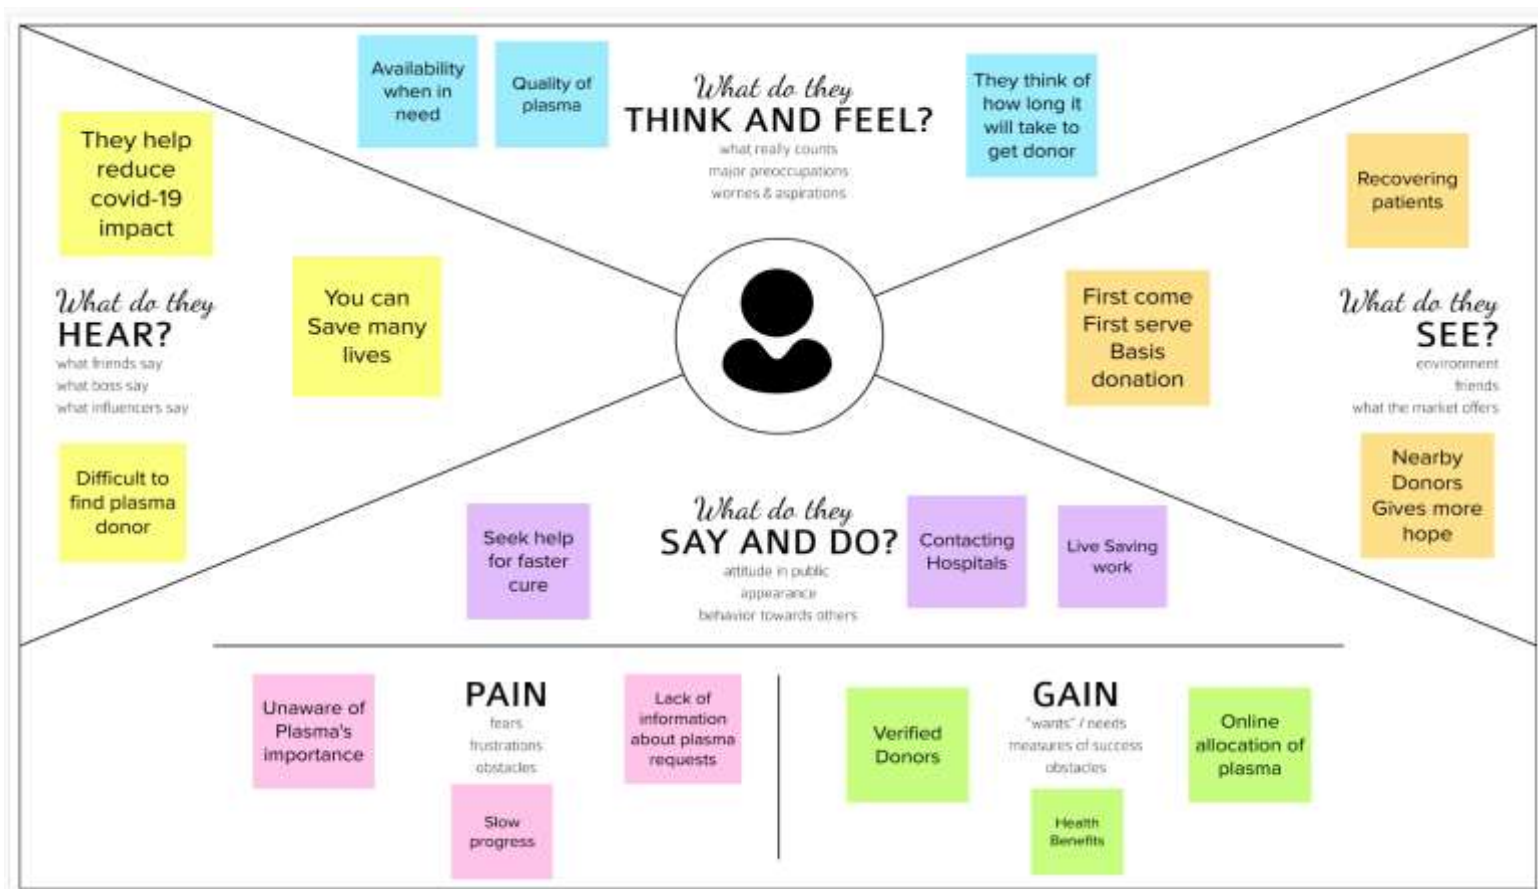 Availability
when in
need
Quality of
plasma
What do they
THINK AND FEEL?
what really counts
major preoccupations
worries & aspirations
They think of
how long it
will take to
get donor
They help
reduce
covid-19
impact
What do they
HEAR?
what friends say
what boss say
what influencers say
You can
Save many
lives
Difficult to
find plasma
donor
Recovering
patients
First come
First serve
Basis
donation
What do they
SEE?
environment
friends
what the market offers
Nearby
Donors
Gives more
hope
Seek help
for faster
cure
What do they
SAY AND DO?
attitude in public
appearance
behavior towards others
Contacting
Hospitals
Live Saving
work
Unaware of
Plasma's
importance
PAIN
fears
frustrations
obstacles
Lack of
information
about plasma
requests
Slow
progress
Verified
Donors
GAIN
"wants" / needs
measures of success
obstacles
Online
allocation of
plasma
Health
Benefits